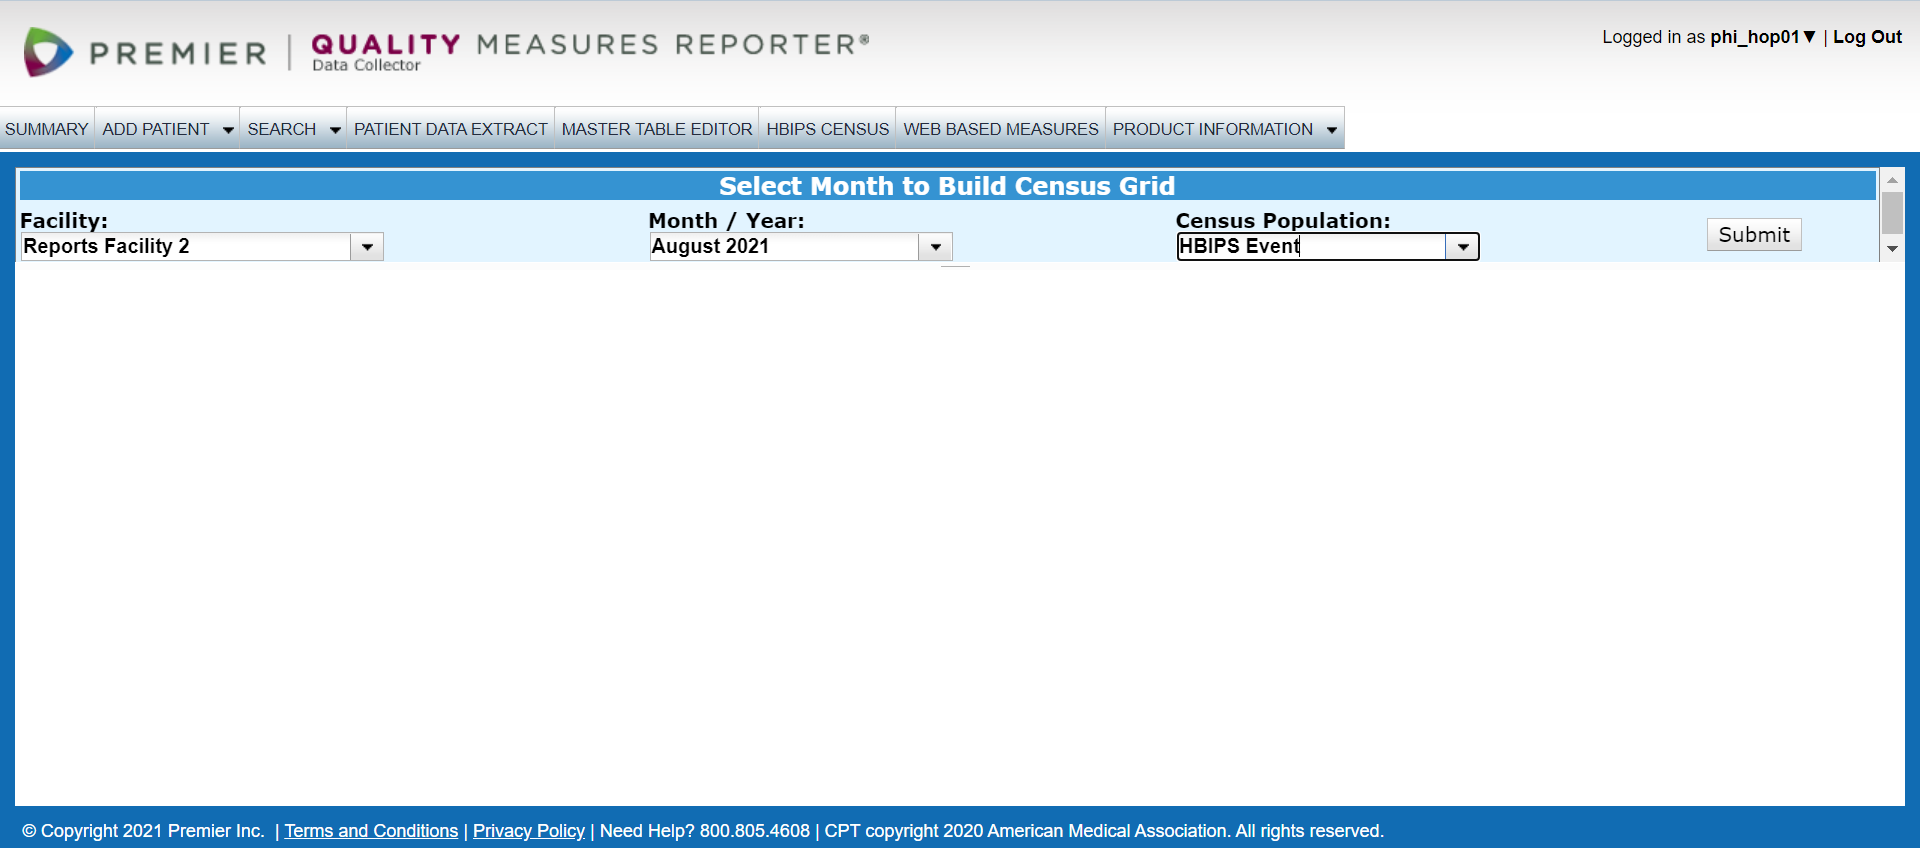 PREMIER | QUALITY MEASURES REPORTER®
Data Collector
Logged in as phi_hop01▼ | Log Out
SUMMARY ADD PATIENT SEARCH PATIENT DATA EXTRACT MASTER TABLE EDITOR HBIPS CENSUS WEB BASED MEASURES PRODUCT INFORMATION
Select Month to Build Census Grid
Facility: Month / Year: Census Population:
Reports Facility 2 August 2021 HBIPS Event Submit
© Copyright 2021 Premier Inc. | Terms and Conditions | Privacy Policy | Need Help? 800.805.4608 | CPT copyright 2020 American Medical Association. All rights reserved.